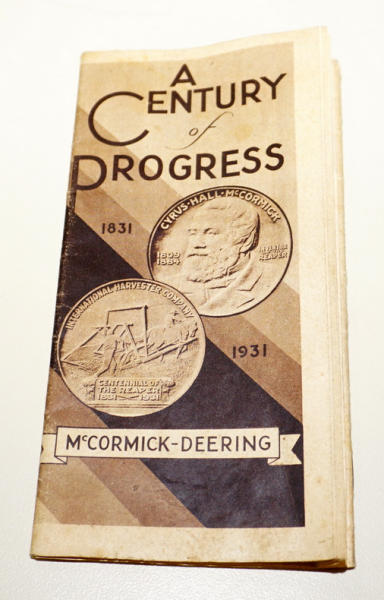 A
CENTURY
of
PROGRESS
1831
CYRUS·HALL·McCORMICK
1809
1884
REAPER
INTERNATIONAL HARVESTER COMPANY
CENTENNIAL OF
THE REAPER
1831 1931
1931
McCORMICK-DEERING